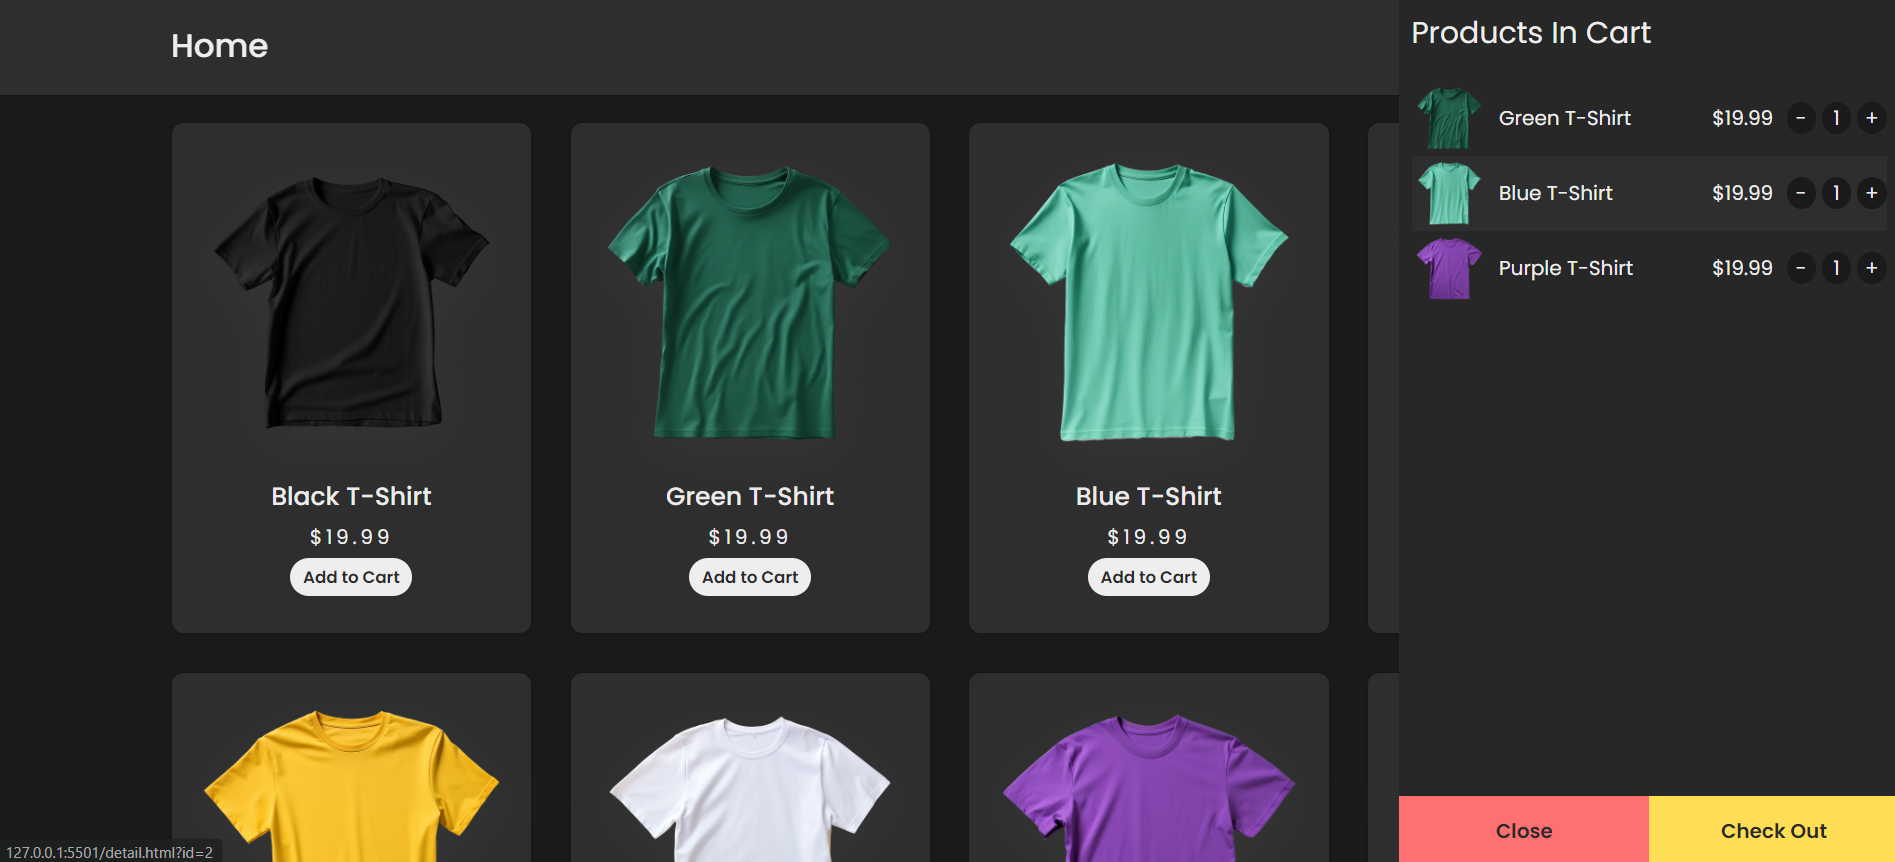 Home
Black T-Shirt
$19.99
Add to Cart
Green T-Shirt
$19.99
Add to Cart
Blue T-Shirt
$19.99
Add to Cart
Products In Cart
Green T-Shirt $19.99 - 1 +
Blue T-Shirt $19.99 - 1 +
Purple T-Shirt $19.99 - 1 +
Close
Check Out
127.0.0.1:5501/detail.html?id=2